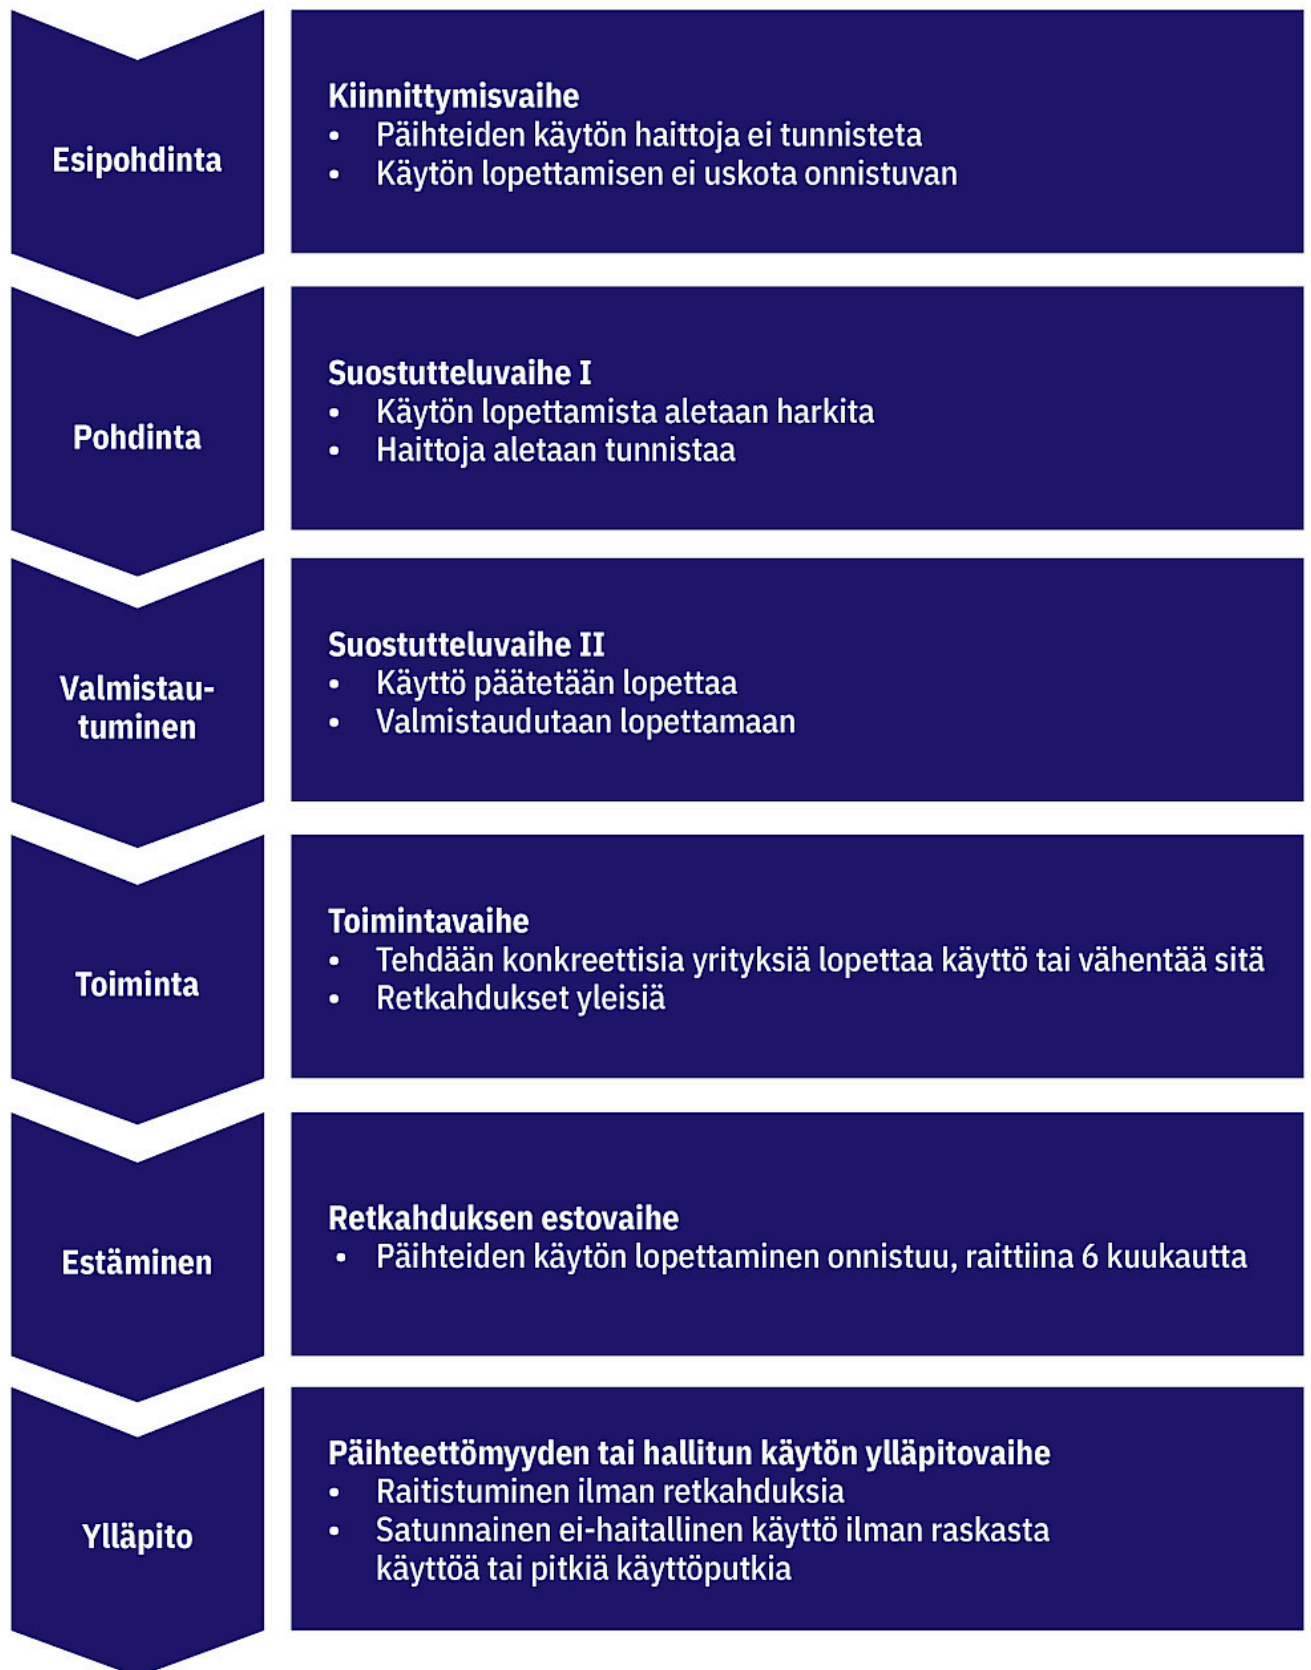 Esipohdinta
Kiinnittymisvaihe
• Päihteiden käytön haittoja ei tunnisteta
• Käytön lopettamisen ei uskota onnistuvan
Pohdinta
Suostutteluvaihe I
• Käytön lopettamista aletaan harkita
• Haittoja aletaan tunnistaa
Valmistau-
tuminen
Suostutteluvaihe II
• Käyttö päätetään lopettaa
• Valmistaudutaan lopettamaan
Toiminta
Toimintavaihe
• Tehdään konkreettisia yrityksiä lopettaa käyttö tai vähentää sitä
• Retkahdukset yleisiä
Estäminen
Retkahduksen estovaihe
• Päihteiden käytön lopettaminen onnistuu, raittiina 6 kuukautta
Ylläpito
Päihteettömyyden tai hallitun käytön ylläpitovaihe
• Raitistuminen ilman retkahduksia
• Satunnainen ei-haitallinen käyttö ilman raskasta
käyttöä tai pitkiä käyttöputkia